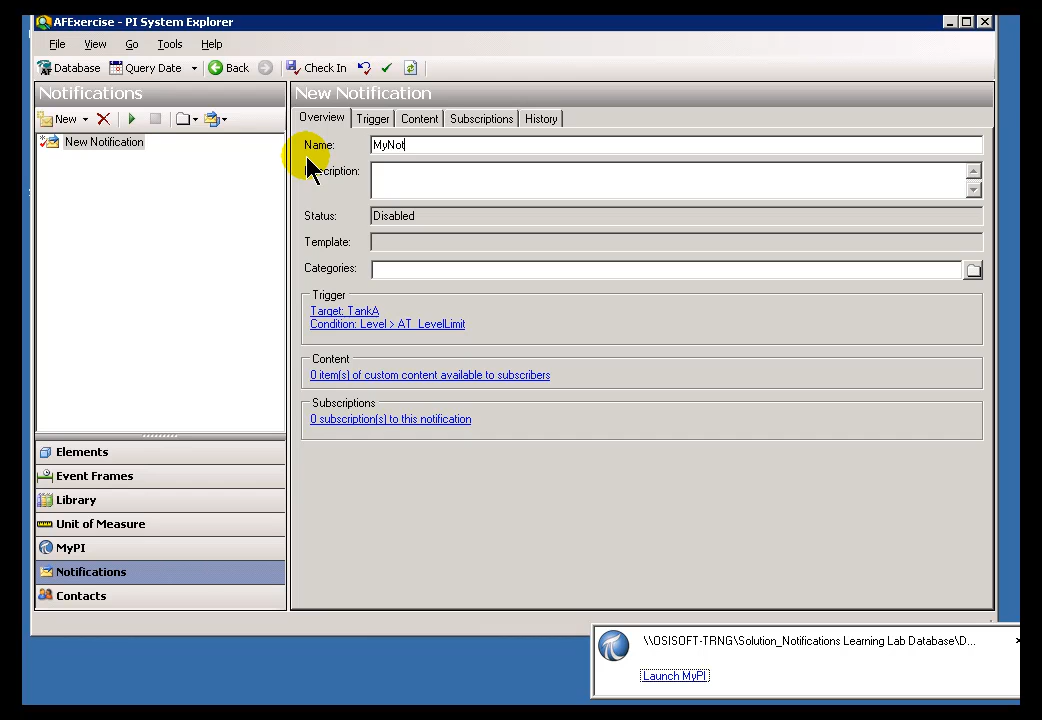 AFExercise - PI System Explorer
File View Go Tools Help
Database Query Date Back Check In
Notifications
New
New Notification
Elements
Event Frames
Library
Unit of Measure
MyPI
Notifications
Contacts
New Notification
Overview Trigger Content Subscriptions History
Name: MyNot
cription:
Status: Disabled
Template:
Categories:
Trigger
Target: TankA
Condition: Level > AT_LevelLimit
Content
0 item(s) of custom content available to subscribers
Subscriptions
0 subscription(s) to this notification
\\OSISOFT-TRNG\Solution_Notifications Learning Lab Database\D...
Launch MyPI